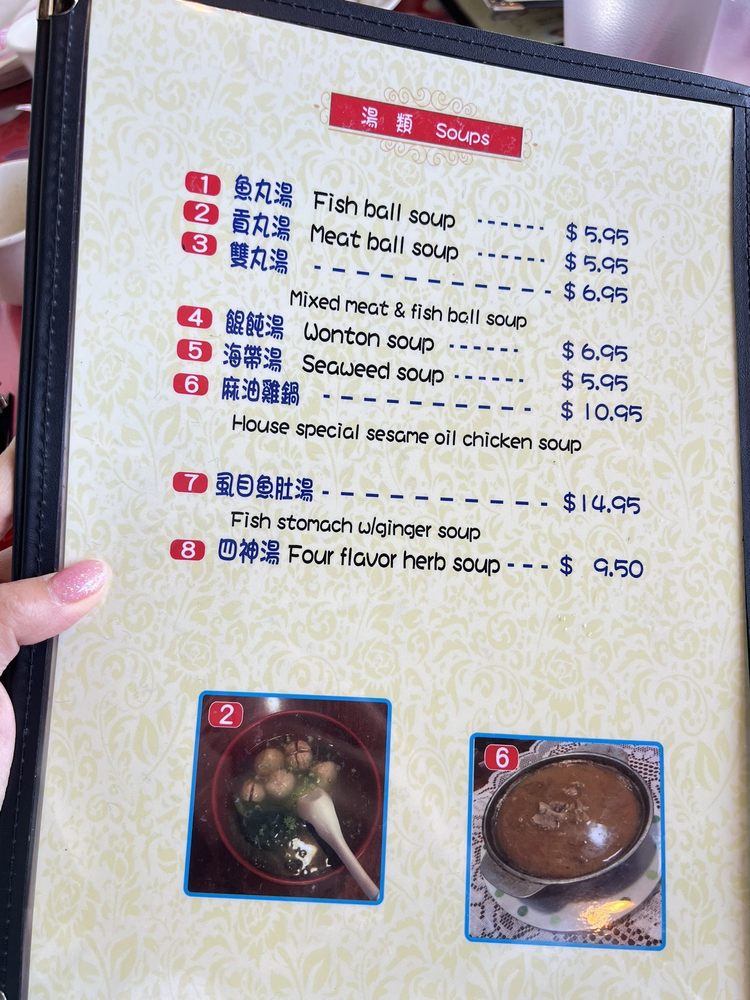 湯 類 Soups
1 魚丸湯 Fish ball soup ------ $ 5.95
2 貢丸湯 Meat ball soup ------ $ 5.95
3 雙丸湯 ------------ $ 6.95
Mixed meat & fish ball soup
4 餛飩湯 Wonton soup ------ $ 6.95
5 海帶湯 Seaweed soup ------ $ 5.95
6 麻油雞鍋 ----------- $ 10.95
House special sesame oil chicken soup
7 虱目魚肚湯 ----------- $14.95
Fish stomach w/ginger soup
8 四神湯 Four flavor herb soup --- $ 9.50
2
6